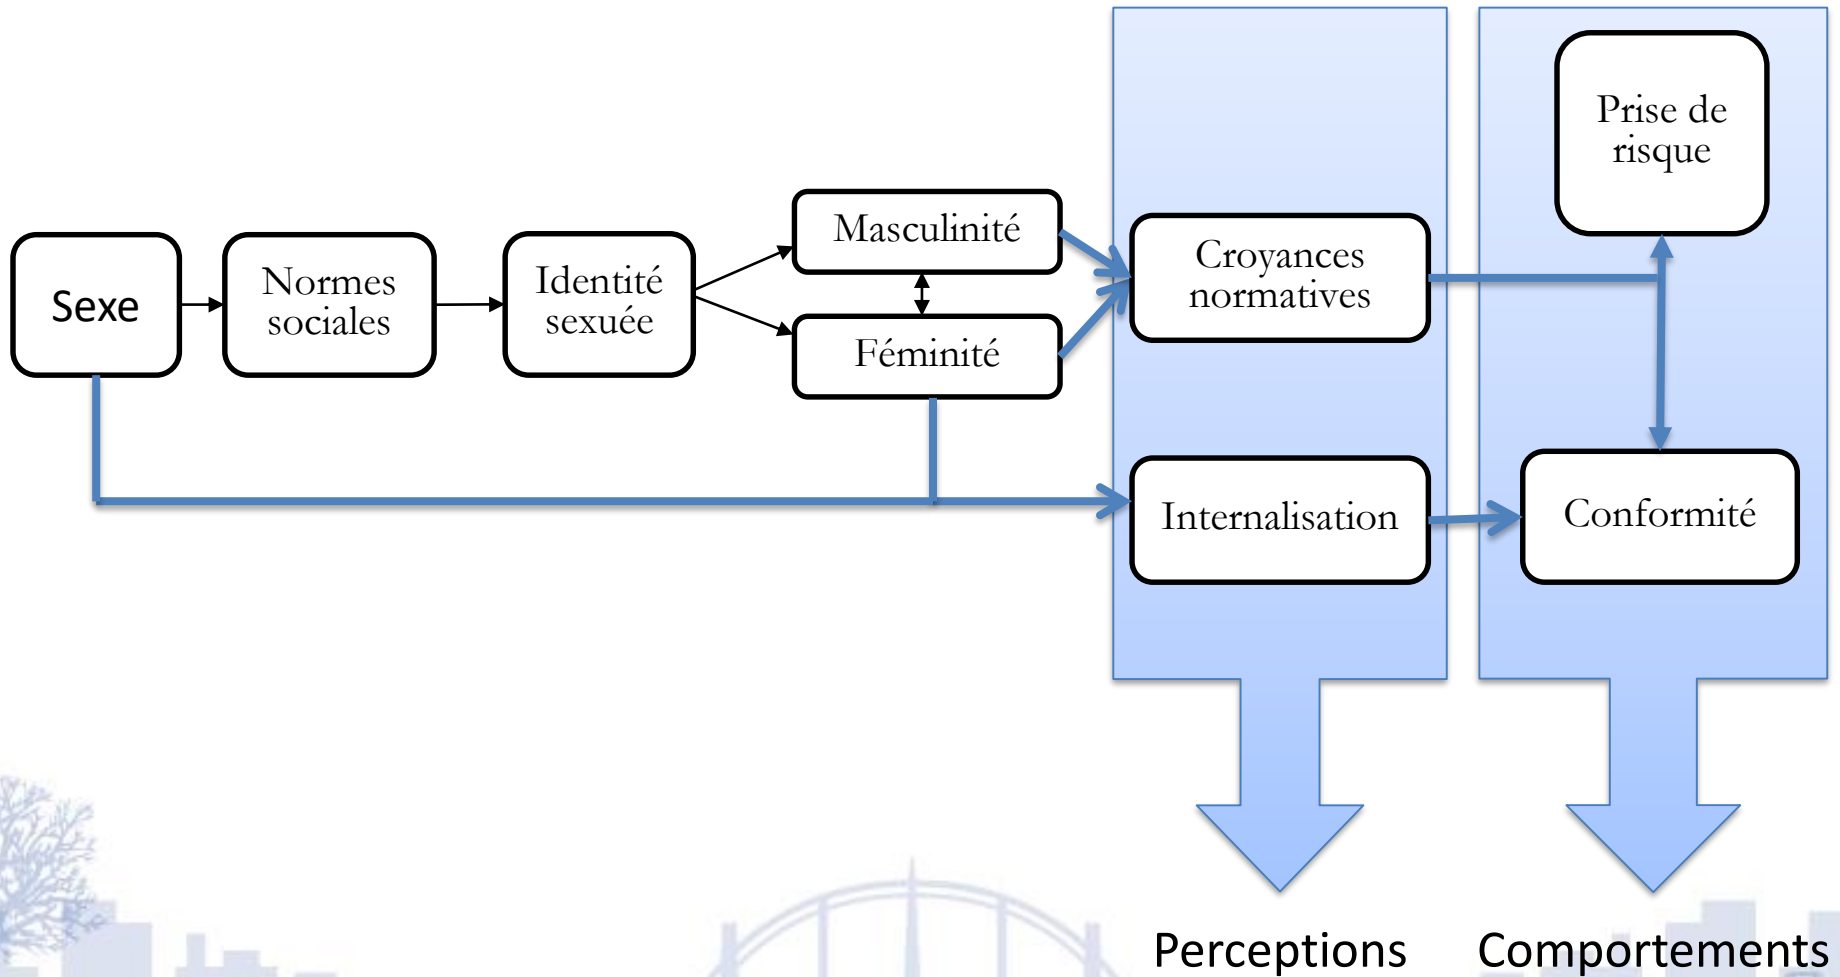 Prise de
risque
Masculinité
Sexe
Normes
sociales
Identité
sexuée
Croyances
normatives
Féminité
Internalisation
Conformité
Perceptions
Comportements